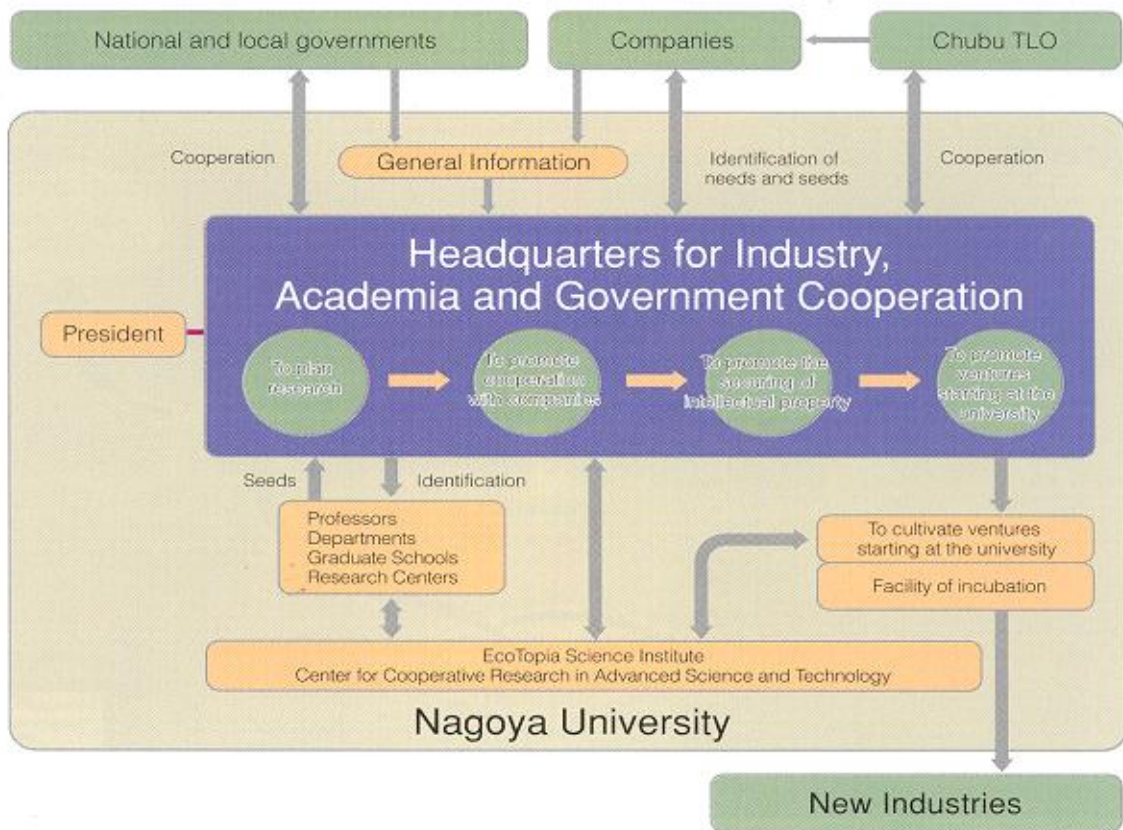 National and local governments
Companies
Chubu TLO
Cooperation
General Information
Identification of
needs and seeds
Cooperation
Headquarters for Industry,
Academia and Government Cooperation
President
To plan
research
To promote
cooperation
with companies
To promote the
securing of
intellectual property
To promote
ventures
starting at the
university
Seeds
Identification
Professors
Departments
Graduate Schools
Research Centers
To cultivate ventures
starting at the university
Facility of incubation
EcoTopia Science Institute
Center for Cooperative Research in Advanced Science and Technology
Nagoya University
New Industries